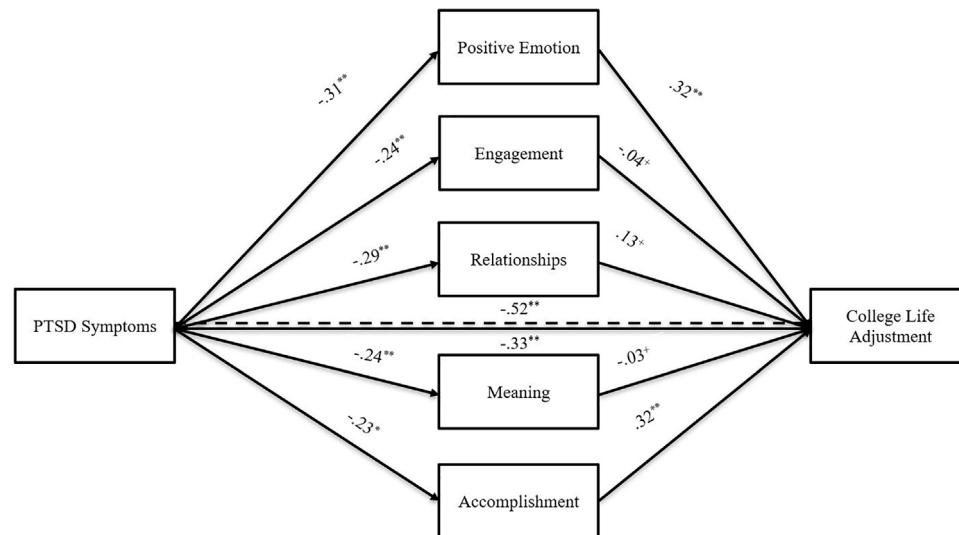 Positive Emotion
-.31**
.32**
Engagement
-.24**
-.04+
Relationships
-.29**
.13+
PTSD Symptoms
-.52**
-.33**
College Life
Adjustment
-.24**
-.03+
Meaning
-.23*
.32**
Accomplishment